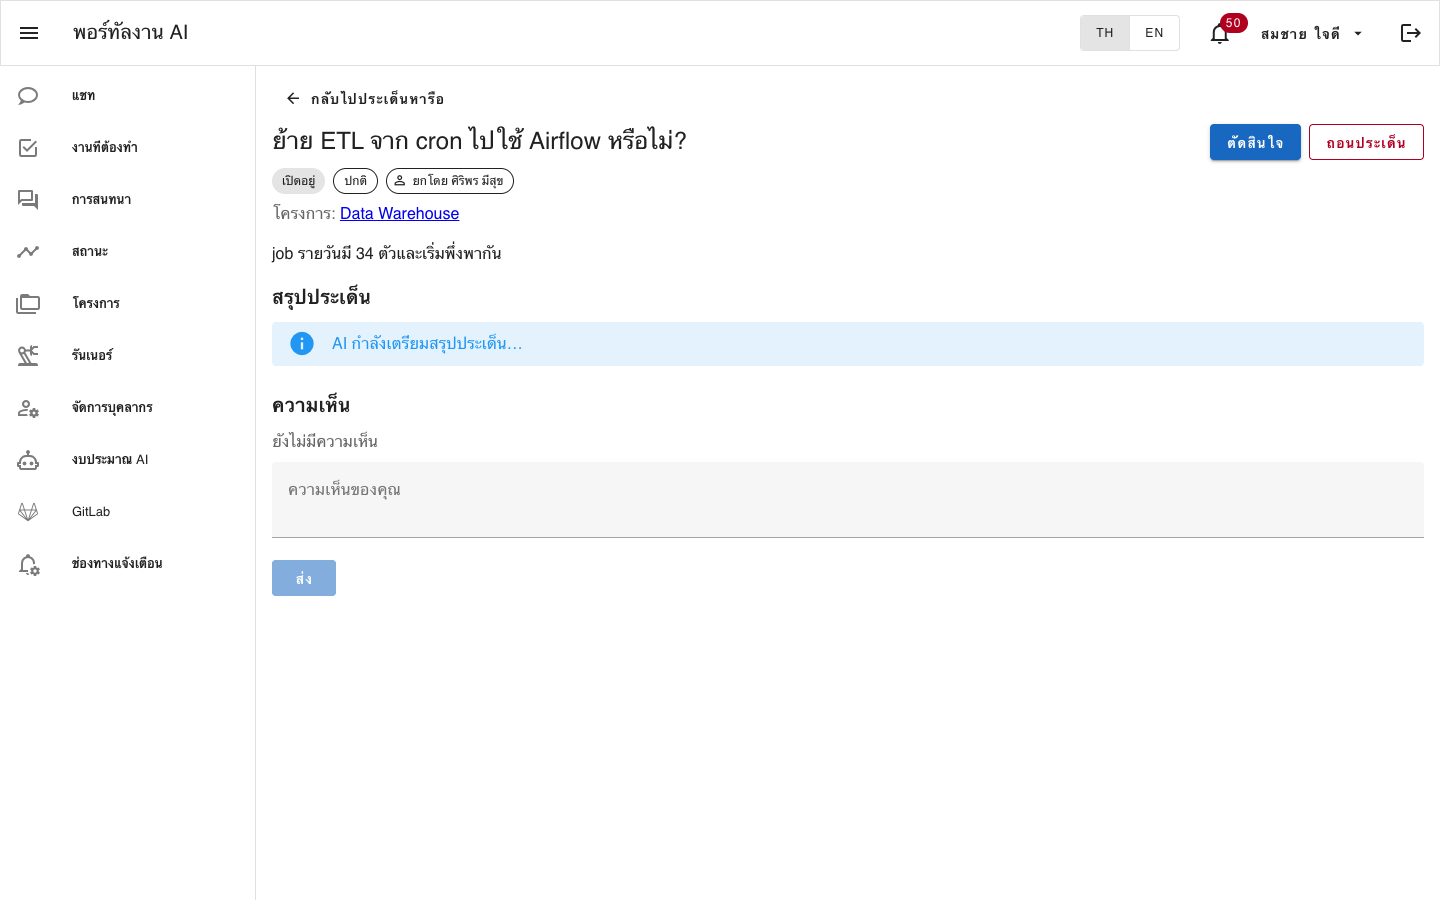 พอร์ทัลงาน AI
TH EN 50 สมชาย ใจดี
แชท
งานที่ต้องทำ
การสนทนา
สถานะ
โครงการ
รันเนอร์
จัดการบุคลากร
งบประมาณ AI
GitLab
ช่องทางแจ้งเตือน
กลับไปประเด็นหารือ
ย้าย ETL จาก cron ไปใช้ Airflow หรือไม่?
ตัดสินใจ ถอนประเด็น
เปิดอยู่ ปกติ ยกโดย ศิริพร มีสุข
โครงการ: Data Warehouse
job รายวันมี 34 ตัวและเริ่มพึ่งพากัน
สรุปประเด็น
AI กำลังเตรียมสรุปประเด็น…
ความเห็น
ยังไม่มีความเห็น
ความเห็นของคุณ
ส่ง